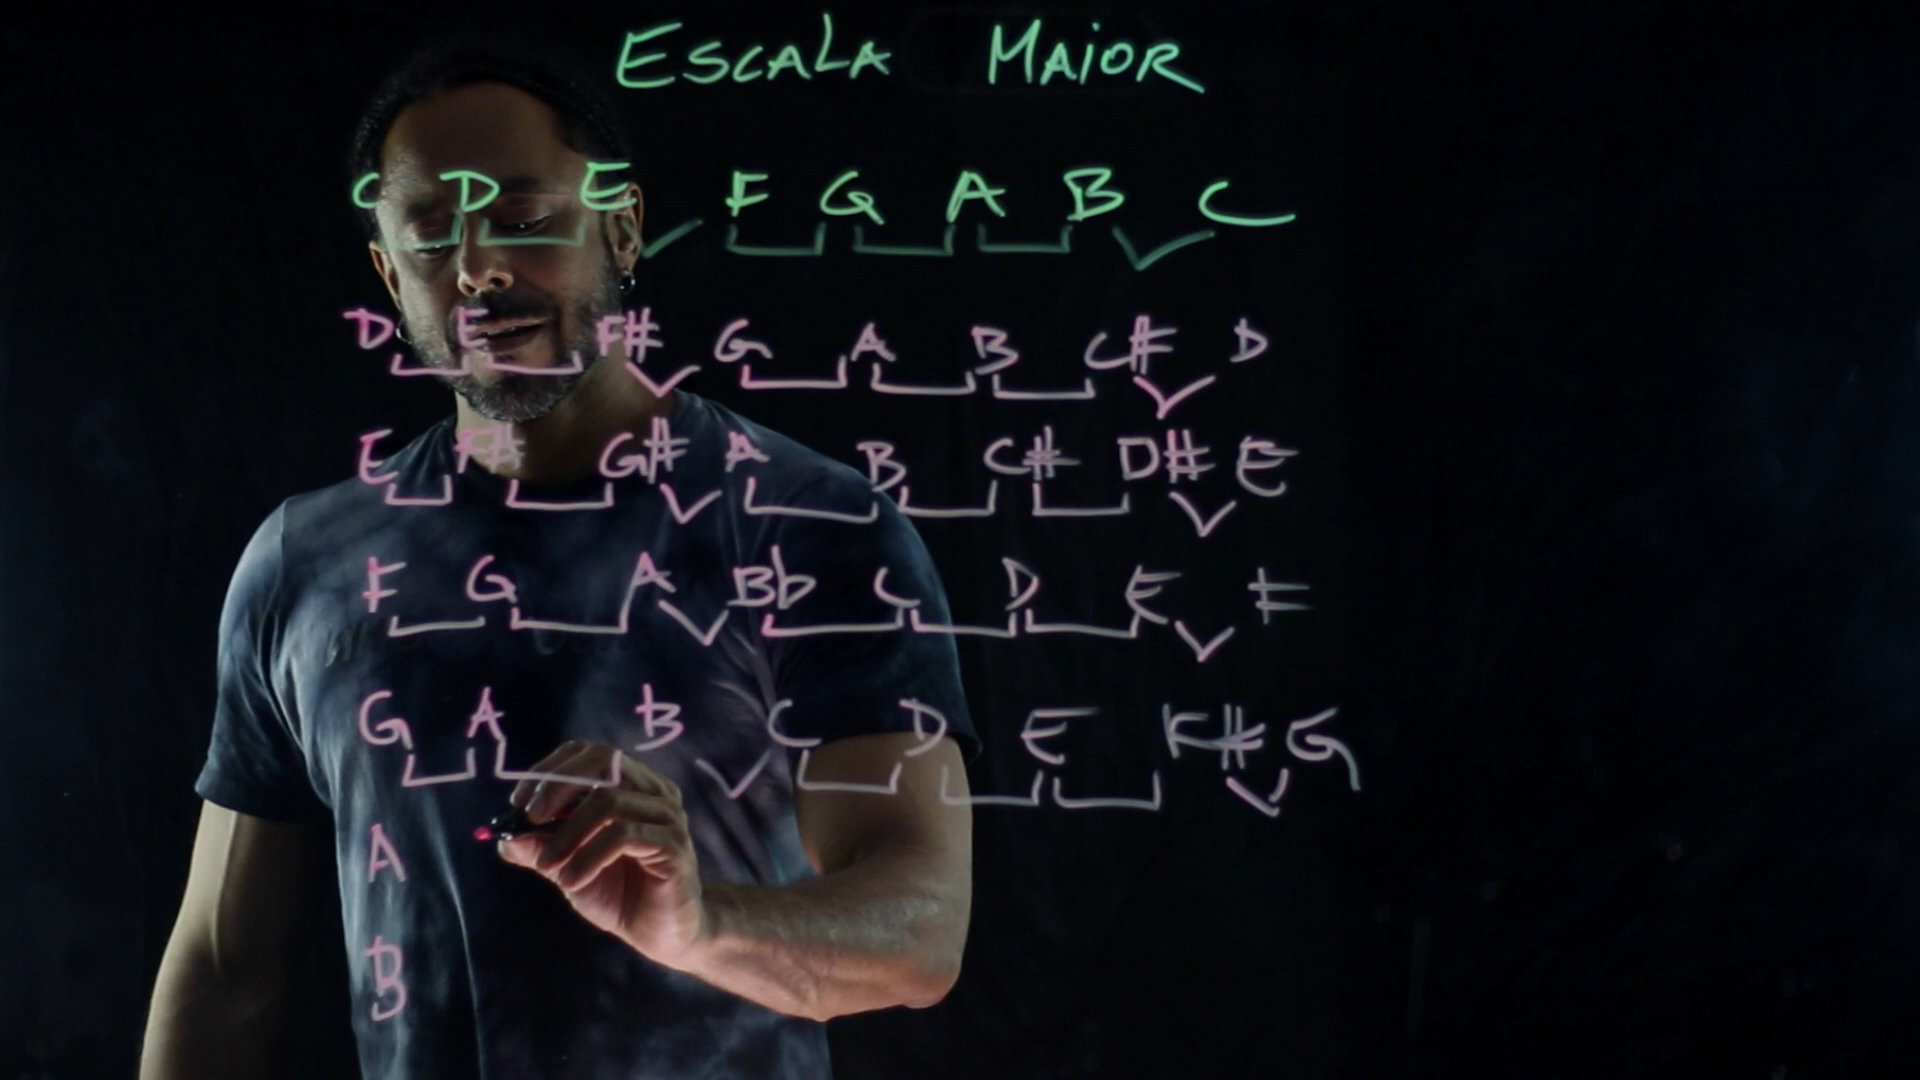 ESCALA MAIOR
C D E F G A B C
D E F# G A B C# D
E F# G# A B C# D# E
F G A Bb C D E F
G A B C D E F# G
A
B